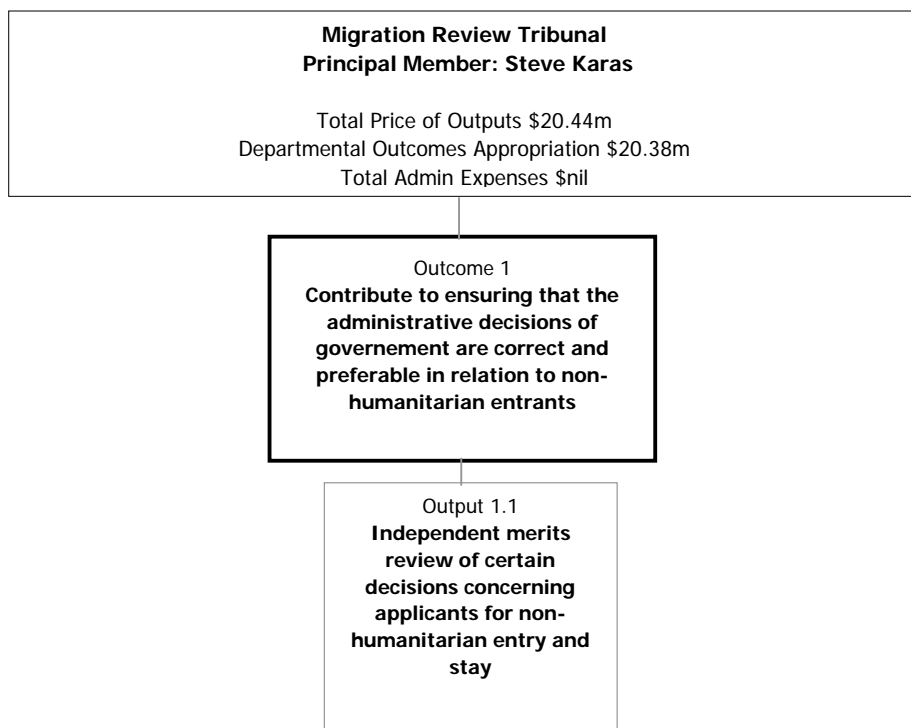 Migration Review Tribunal
Principal Member: Steve Karas
Total Price of Outputs $20.44m
Departmental Outcomes Appropriation $20.38m
Total Admin Expenses $nil
Outcome 1
Contribute to ensuring that the
administrative decisions of
governement are correct and
preferable in relation to non-
humanitarian entrants
Output 1.1
Independent merits
review of certain
decisions concerning
applicants for non-
humanitarian entry and
stay